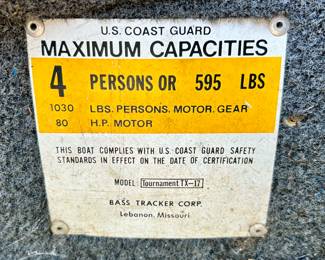 U.S. COAST GUARD
MAXIMUM CAPACITIES
4 PERSONS OR 595 LBS
1030 LBS. PERSONS. MOTOR. GEAR
80 H.P. MOTOR
THIS BOAT COMPLIES WITH U.S. COAST GUARD SAFETY
STANDARDS IN EFFECT ON THE DATE OF CERTIFICATION
MODEL: Tournament TX-17
BASS TRACKER CORP.
Lebanon, Missouri